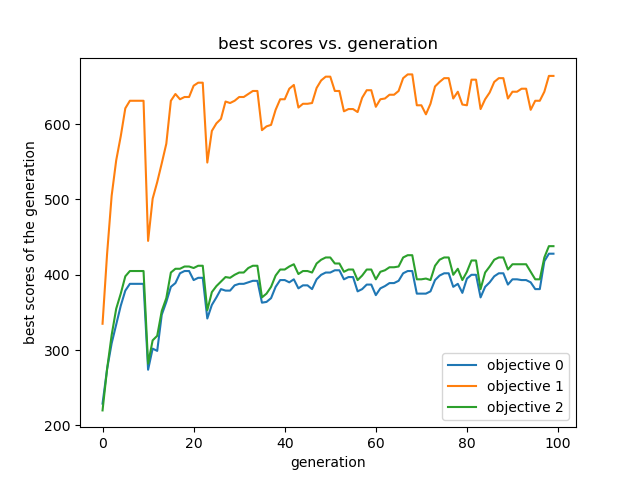 best scores vs. generation
best scores of the generation
600
500
400
300
200
0 20 40 60 80 100
generation
objective 0
objective 1
objective 2